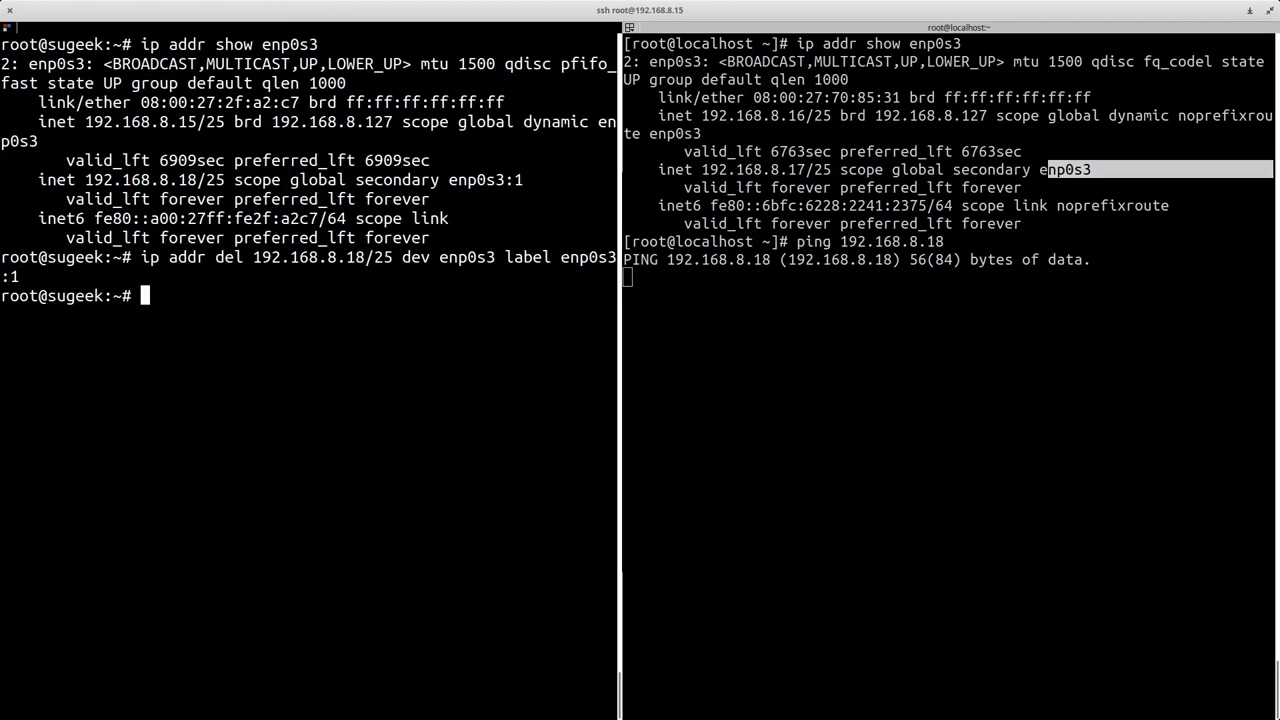 ssh root@192.168.8.15
root@sugeek:~# ip addr show enp0s3
2: enp0s3: <BROADCAST,MULTICAST,UP,LOWER_UP> mtu 1500 qdisc pfifo_
fast state UP group default qlen 1000
    link/ether 08:00:27:2f:a2:c7 brd ff:ff:ff:ff:ff:ff
    inet 192.168.8.15/25 brd 192.168.8.127 scope global dynamic en
p0s3
       valid_lft 6909sec preferred_lft 6909sec
    inet 192.168.8.18/25 scope global secondary enp0s3:1
       valid_lft forever preferred_lft forever
    inet6 fe80::a00:27ff:fe2f:a2c7/64 scope link
       valid_lft forever preferred_lft forever
root@sugeek:~# ip addr del 192.168.8.18/25 dev enp0s3 label enp0s3
:1
root@sugeek:~#
root@localhost:~
[root@localhost ~]# ip addr show enp0s3
2: enp0s3: <BROADCAST,MULTICAST,UP,LOWER_UP> mtu 1500 qdisc fq_codel state
UP group default qlen 1000
    link/ether 08:00:27:70:85:31 brd ff:ff:ff:ff:ff:ff
    inet 192.168.8.16/25 brd 192.168.8.127 scope global dynamic noprefixrou
te enp0s3
       valid_lft 6763sec preferred_lft 6763sec
    inet 192.168.8.17/25 scope global secondary enp0s3
       valid_lft forever preferred_lft forever
    inet6 fe80::6bfc:6228:2241:2375/64 scope link noprefixroute
       valid_lft forever preferred_lft forever
[root@localhost ~]# ping 192.168.8.18
PING 192.168.8.18 (192.168.8.18) 56(84) bytes of data.